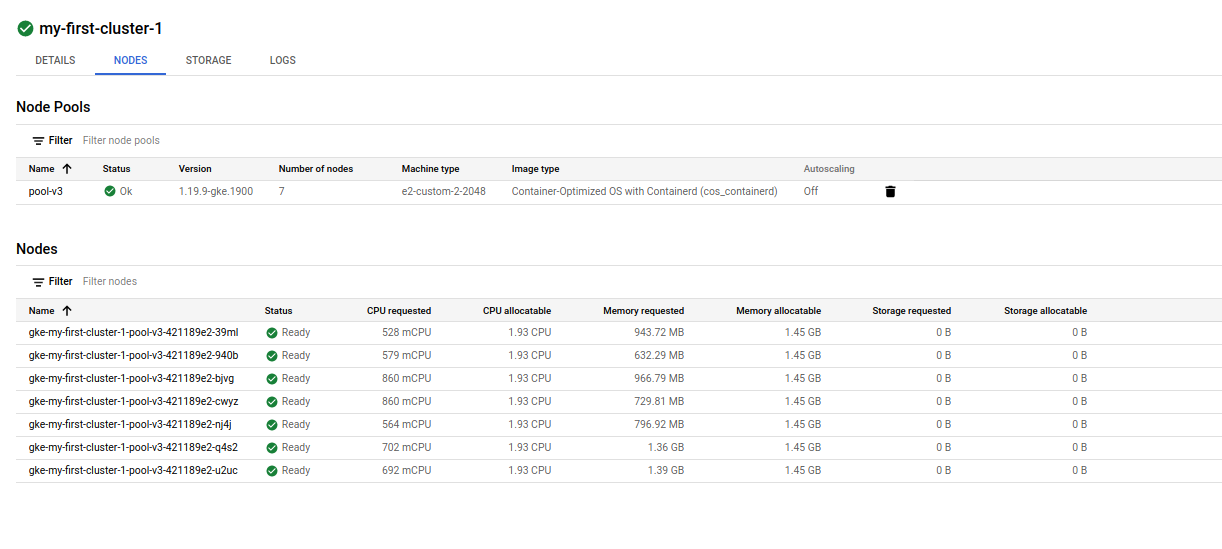 my-first-cluster-1
DETAILS NODES STORAGE LOGS
Node Pools
Filter Filter node pools
Name Status Version Number of nodes Machine type Image type Autoscaling
pool-v3 Ok 1.19.9-gke.1900 7 e2-custom-2-2048 Container-Optimized OS with Containerd (cos_containerd) Off
Nodes
Filter Filter nodes
Name Status CPU requested CPU allocatable Memory requested Memory allocatable Storage requested Storage allocatable
gke-my-first-cluster-1-pool-v3-421189e2-39ml Ready 528 mCPU 1.93 CPU 943.72 MB 1.45 GB 0 B 0 B
gke-my-first-cluster-1-pool-v3-421189e2-940b Ready 579 mCPU 1.93 CPU 632.29 MB 1.45 GB 0 B 0 B
gke-my-first-cluster-1-pool-v3-421189e2-bjvg Ready 860 mCPU 1.93 CPU 966.79 MB 1.45 GB 0 B 0 B
gke-my-first-cluster-1-pool-v3-421189e2-cwyz Ready 860 mCPU 1.93 CPU 729.81 MB 1.45 GB 0 B 0 B
gke-my-first-cluster-1-pool-v3-421189e2-nj4j Ready 564 mCPU 1.93 CPU 796.92 MB 1.45 GB 0 B 0 B
gke-my-first-cluster-1-pool-v3-421189e2-q4s2 Ready 702 mCPU 1.93 CPU 1.36 GB 1.45 GB 0 B 0 B
gke-my-first-cluster-1-pool-v3-421189e2-u2uc Ready 692 mCPU 1.93 CPU 1.39 GB 1.45 GB 0 B 0 B